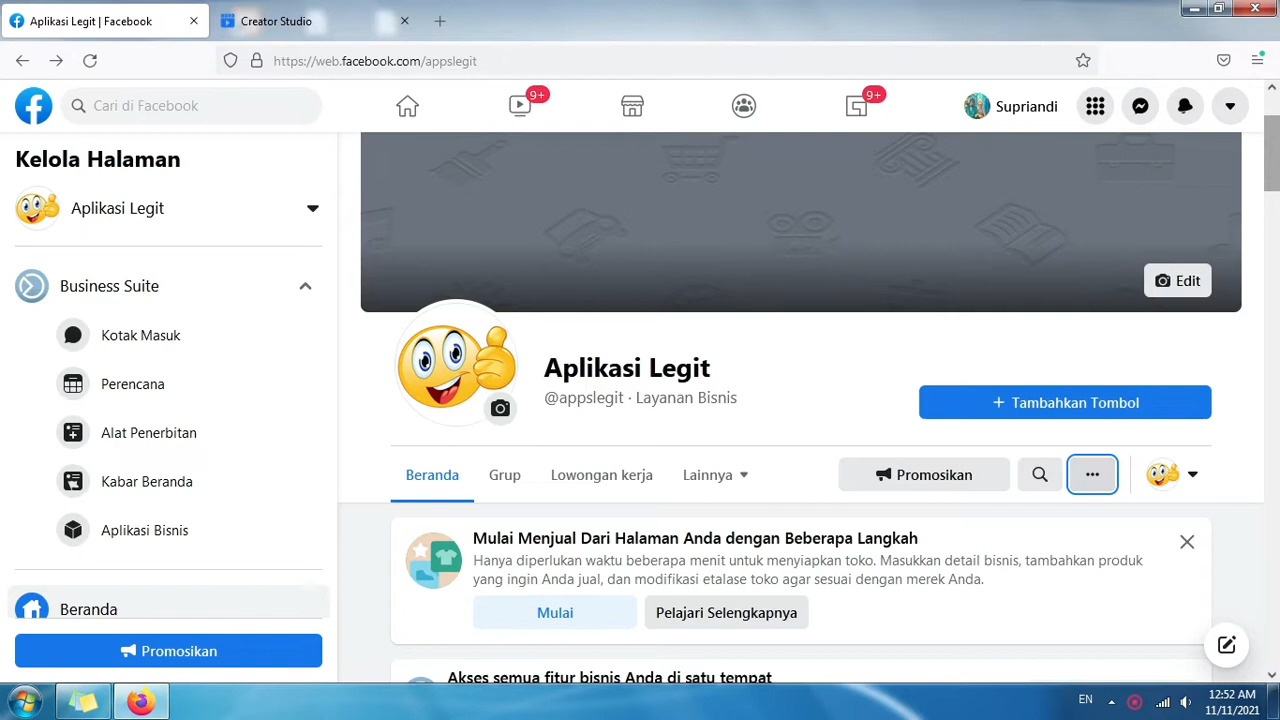 Aplikasi Legit | Facebook
Creator Studio
https://web.facebook.com/appslegit
Cari di Facebook
9+
9+
Supriandi
Kelola Halaman
Aplikasi Legit
Business Suite
Kotak Masuk
Perencana
Alat Penerbitan
Kabar Beranda
Aplikasi Bisnis
Beranda
Promosikan
Edit
Aplikasi Legit
@appslegit · Layanan Bisnis
+ Tambahkan Tombol
Beranda Grup Lowongan kerja Lainnya
Promosikan
Mulai Menjual Dari Halaman Anda dengan Beberapa Langkah
Hanya diperlukan waktu beberapa menit untuk menyiapkan toko. Masukkan detail bisnis, tambahkan produk
yang ingin Anda jual, dan modifikasi etalase toko agar sesuai dengan merek Anda.
Mulai
Pelajari Selengkapnya
Akses semua fitur bisnis Anda di satu tempat
EN
12:52 AM
11/11/2021